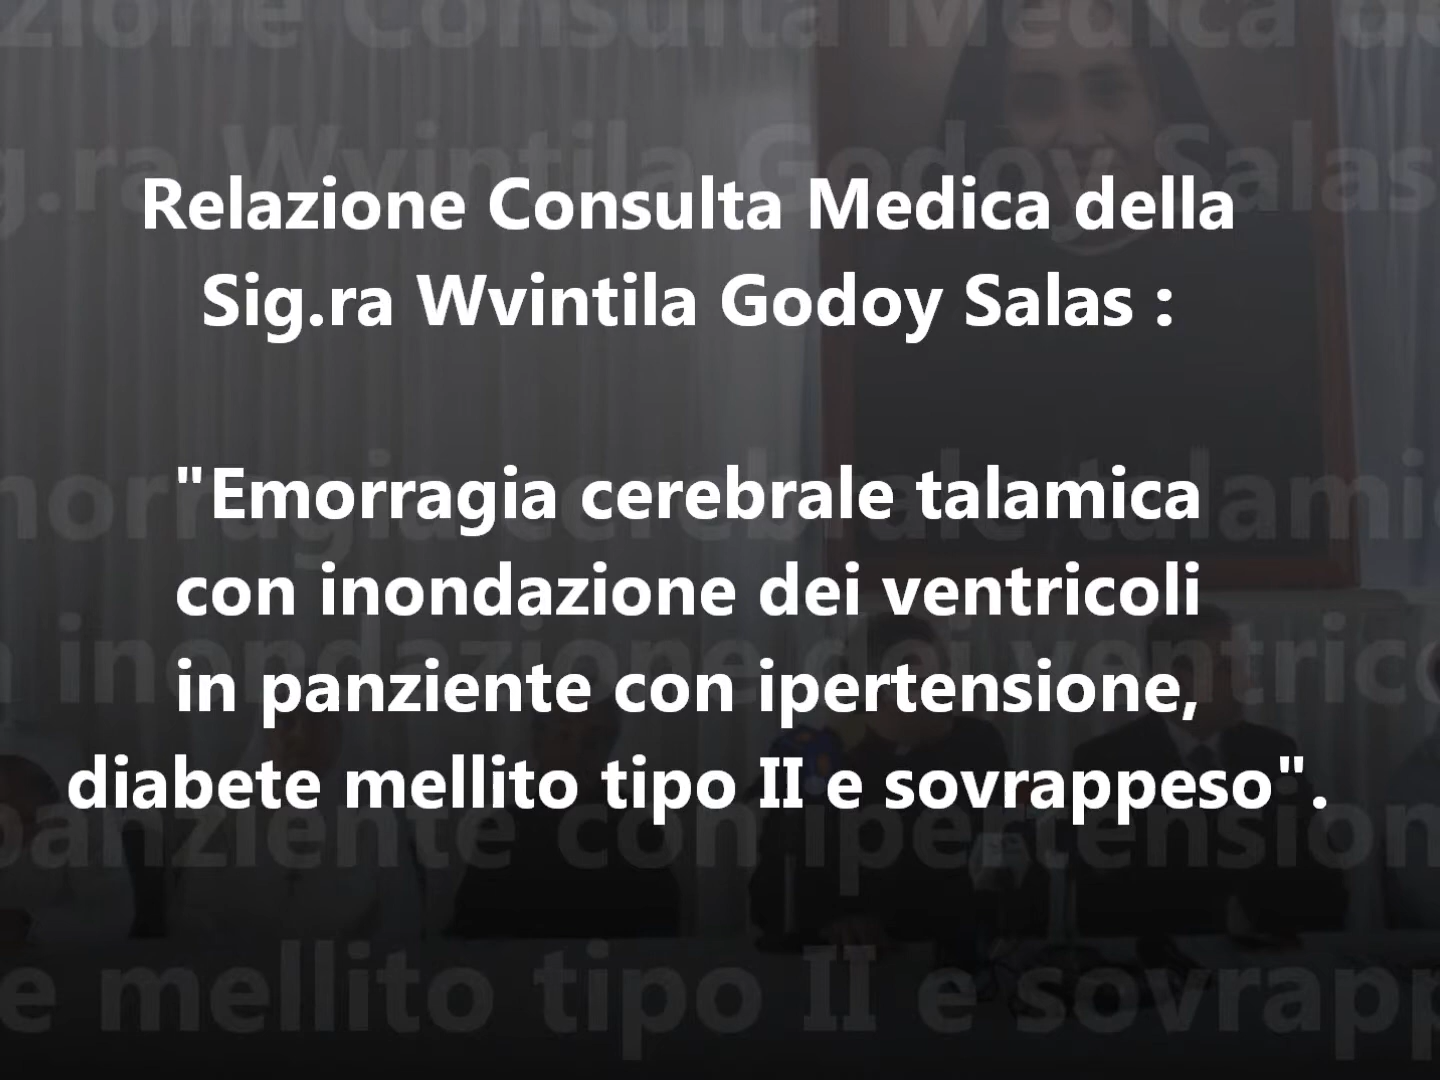 Relazione Consulta Medica della
Sig.ra Wvintila Godoy Salas :
"Emorragia cerebrale talamica
con inondazione dei ventricoli
in panziente con ipertensione,
diabete mellito tipo II e sovrappeso".